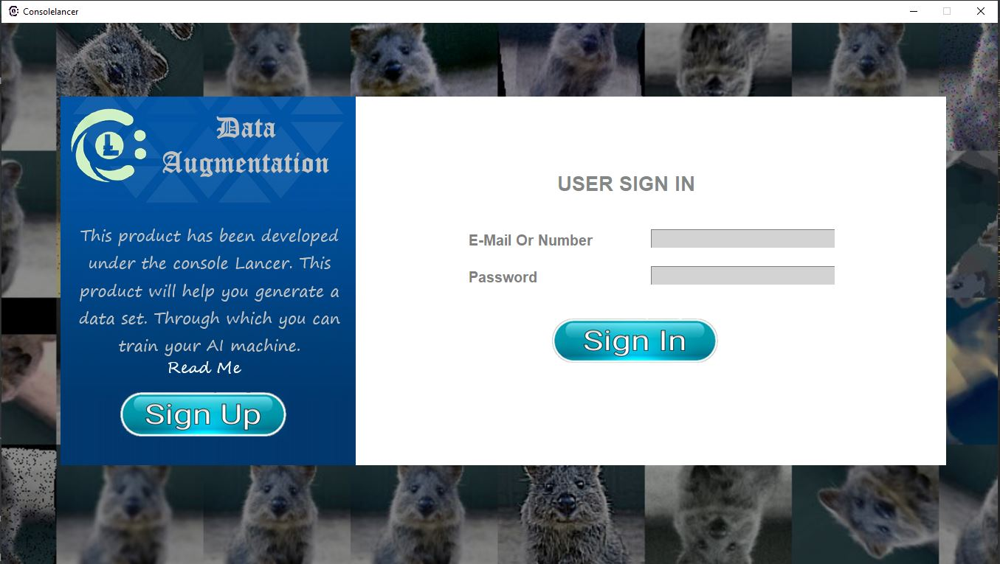 Consolelancer
Data
Augmentation
This product has been developed
under the console Lancer. This
product will help you generate a
data set. Through which you can
train your AI machine.
Read Me
Sign Up
USER SIGN IN
E-Mail Or Number
Password
Sign In